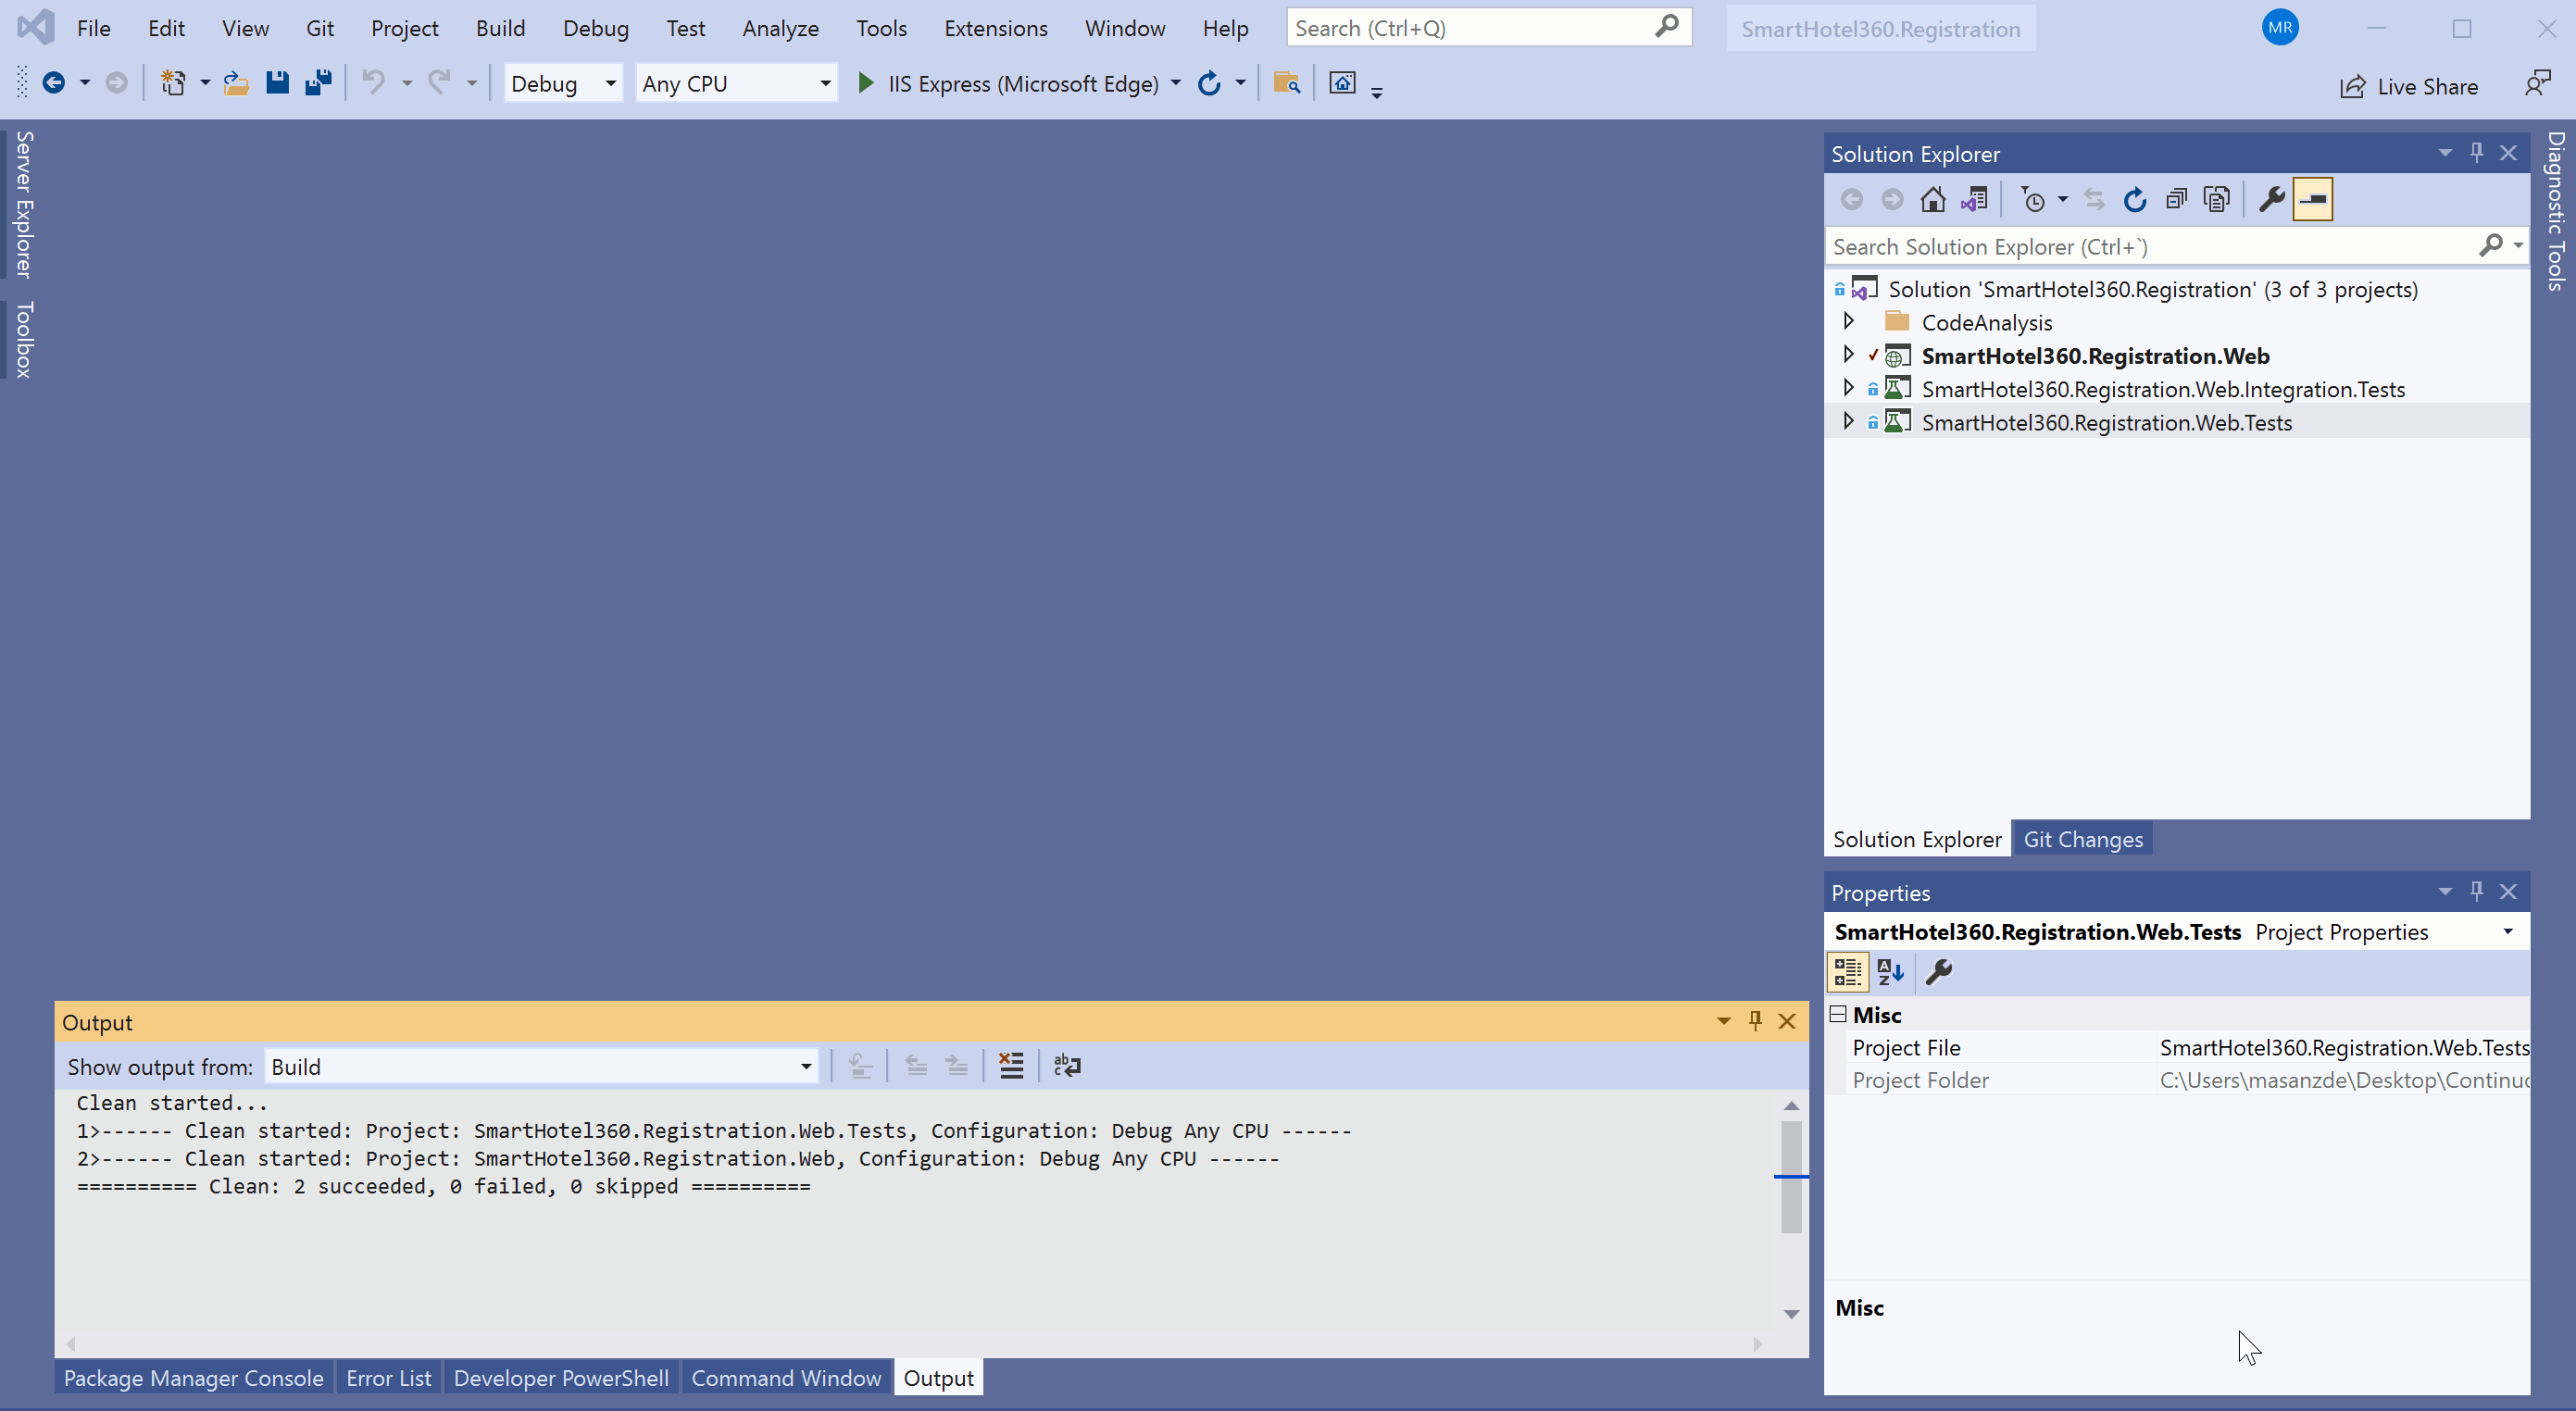 File Edit View Git Project Build Debug Test Analyze Tools Extensions Window Help Search (Ctrl+Q) SmartHotel360.Registration MR
Debug Any CPU IIS Express (Microsoft Edge) Live Share
Server Explorer
Toolbox
Solution Explorer
Search Solution Explorer (Ctrl+`)
Solution 'SmartHotel360.Registration' (3 of 3 projects)
CodeAnalysis
SmartHotel360.Registration.Web
SmartHotel360.Registration.Web.Integration.Tests
SmartHotel360.Registration.Web.Tests
Solution Explorer Git Changes
Diagnostic Tools
Properties
SmartHotel360.Registration.Web.Tests Project Properties
Misc
Project File SmartHotel360.Registration.Web.Tests
Project Folder C:\Users\masanzde\Desktop\Continuo
Misc
Output
Show output from: Build
Clean started...
1>------ Clean started: Project: SmartHotel360.Registration.Web.Tests, Configuration: Debug Any CPU ------
2>------ Clean started: Project: SmartHotel360.Registration.Web, Configuration: Debug Any CPU ------
========== Clean: 2 succeeded, 0 failed, 0 skipped ==========
Package Manager Console Error List Developer PowerShell Command Window Output